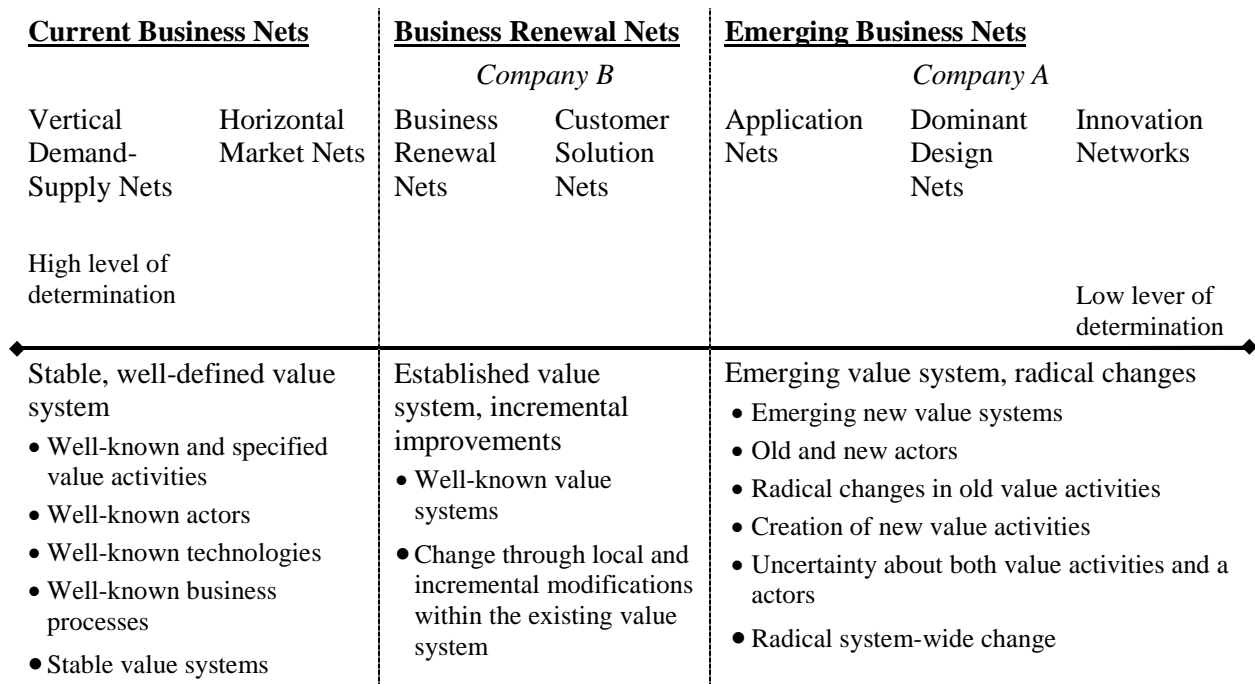 Current Business Nets
Vertical
Demand-
Supply Nets
Horizontal
Market Nets
High level of
determination
Business Renewal Nets
Company B
Business
Renewal
Nets
Customer
Solution
Nets
Emerging Business Nets
Company A
Application
Nets
Dominant
Design
Nets
Innovation
Networks
Low lever of
determination
Stable, well-defined value
system
• Well-known and specified
value activities
• Well-known actors
• Well-known technologies
• Well-known business
processes
• Stable value systems
Established value
system, incremental
improvements
• Well-known value
systems
• Change through local and
incremental modifications
within the existing value
system
Emerging value system, radical changes
• Emerging new value systems
• Old and new actors
• Radical changes in old value activities
• Creation of new value activities
• Uncertainty about both value activities and a
actors
• Radical system-wide change